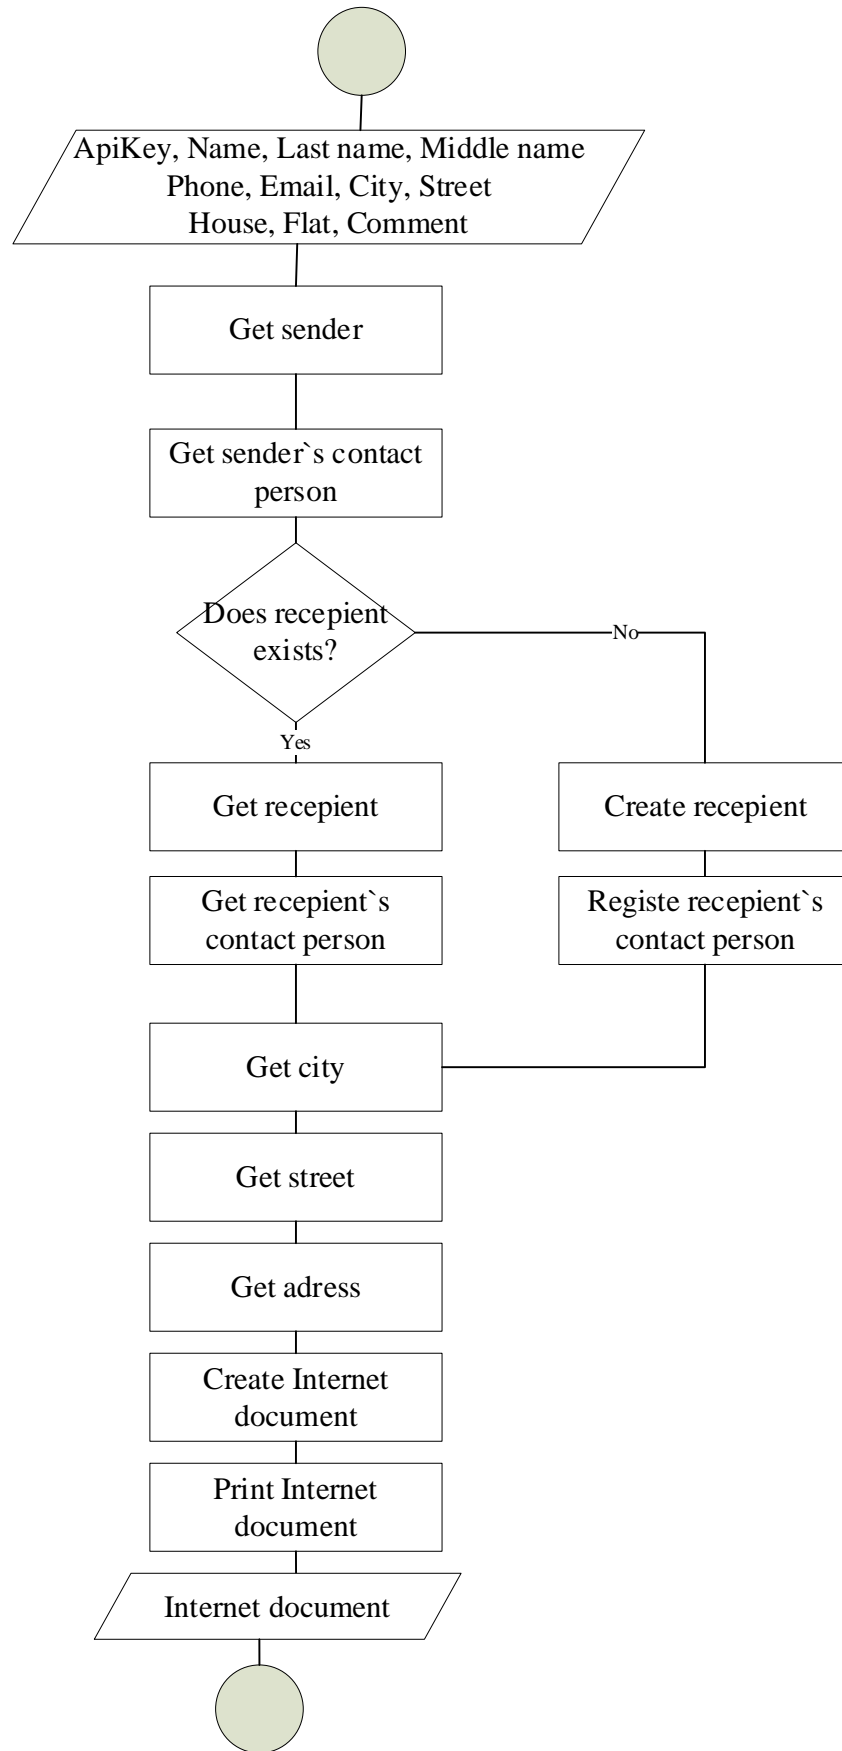 ApiKey, Name, Last name, Middle name
Phone, Email, City, Street
House, Flat, Comment
Get sender
Get sender`s contact
person
Does recepient
exists?
No
Yes
Get recepient
Create recepient
Get recepient`s
contact person
Registe recepient`s
contact person
Get city
Get street
Get adress
Create Internet
document
Print Internet
document
Internet document